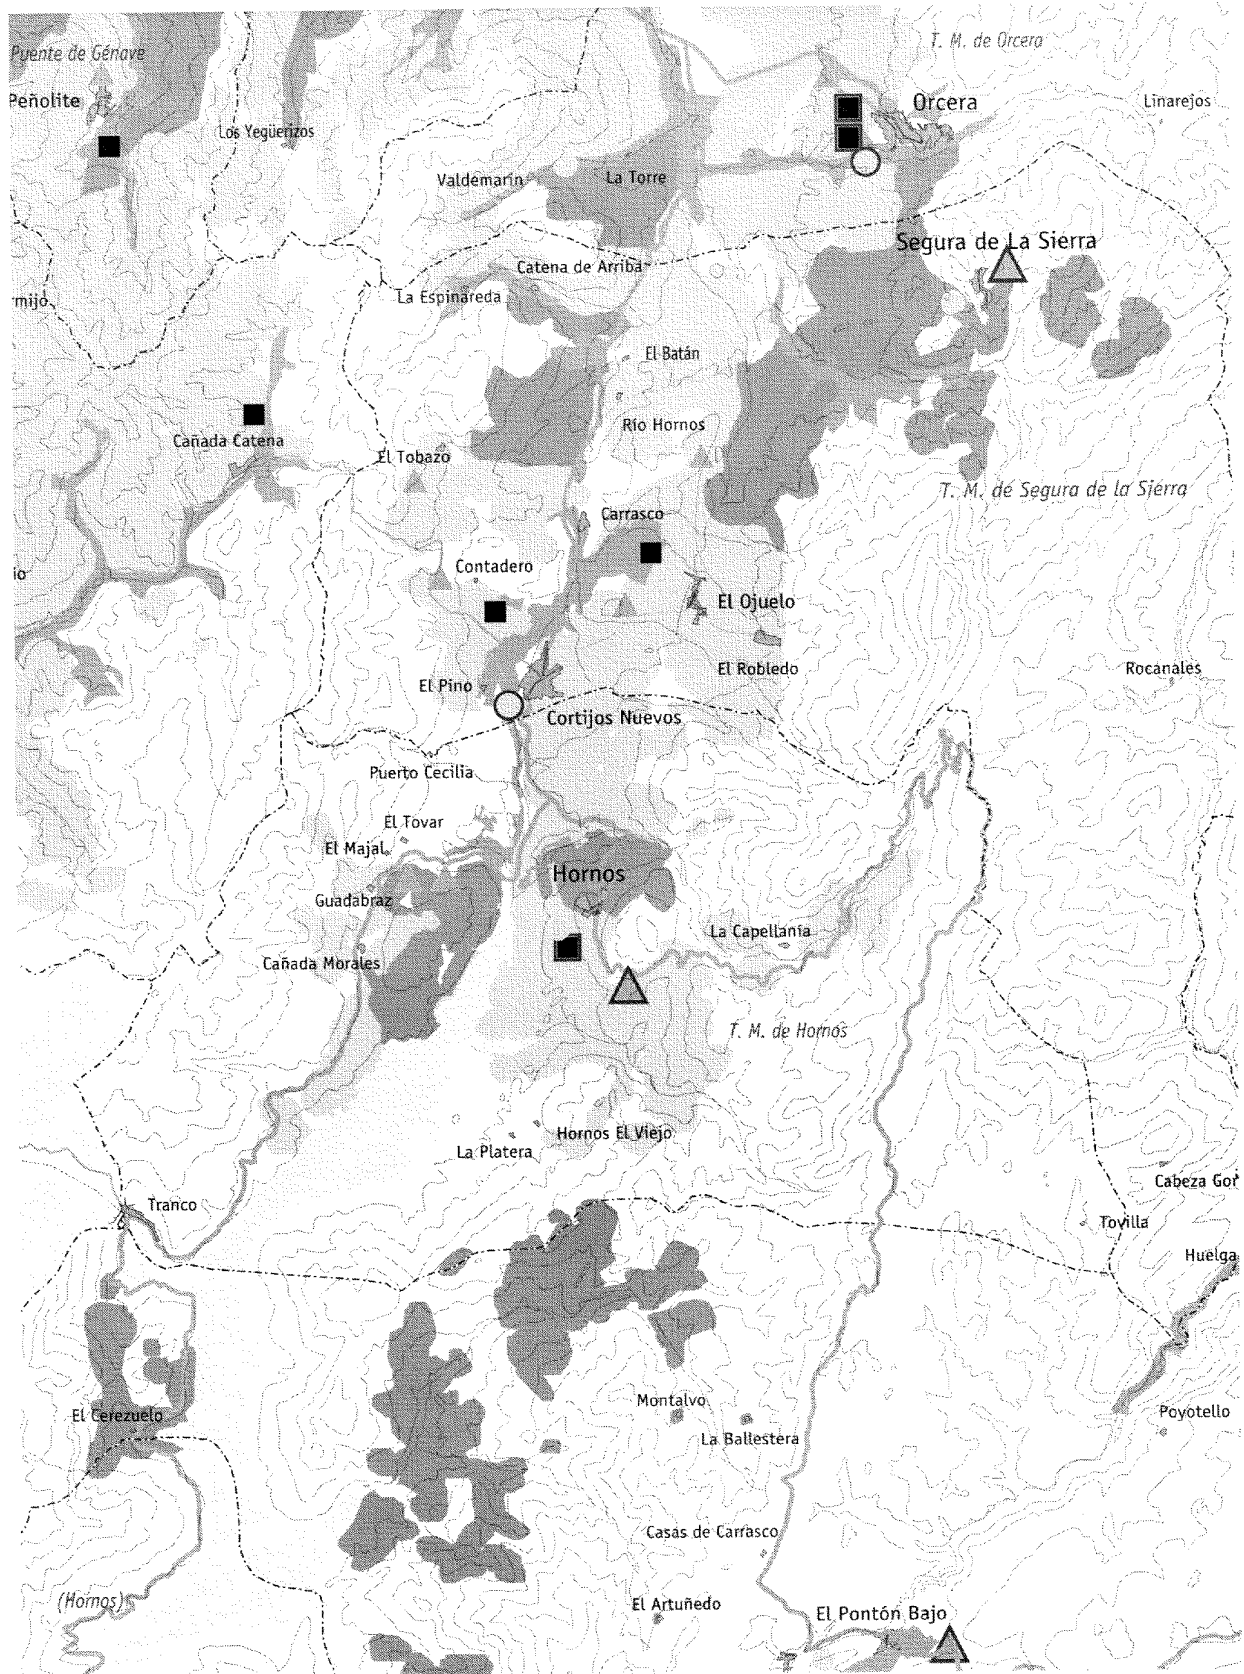 T. M. de Orcera
Puente de Génave
Peñolite
Orcera
Linarejos
Los Yegüerizos
Valdemarín
La Torre
Segura de La Sierra
Catena de Arriba
La Espinareda
mijo
El Batán
Río Hornos
Cañada Catena
El Tobazo
T. M. de Segura de la Sierra
Carrasco
Contadero
io
El Ojuelo
El Robledo
Rocanales
El Pino
Cortijos Nuevos
Puerto Cecilia
El Tovar
El Majal
Hornos
Guadabraz
La Capellanía
Cañada Morales
T. M. de Hornos
Hornos El Viejo
La Platera
Cabeza Gor
Tranco
Tovilla
Huelga
Montalvo
El Cerezuelo
Poyotello
La Ballestera
Casas de Carrasco
(Hornos)
El Artuñedo
El Pontón Bajo